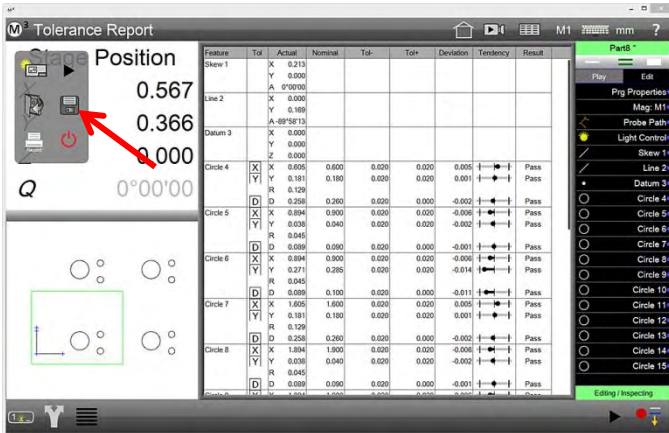 M³ Tolerance Report
M1 mm ?
Stage Position
0.567
0.366
0.000
Q 0°00'00
Feature Tol Actual Nominal Tol- Tol+ Deviation Tendency Result
Skew 1 X 0.213
Y 0.000
A 0°00'00
Line 2 X 0.000
Y 0.169
A -89°58'13
Datum 3 X 0.000
Y 0.000
Z 0.000
Circle 4 X X 0.605 0.600 0.020 0.020 0.005 Pass
Y Y 0.181 0.180 0.020 0.020 0.001 Pass
R 0.129
D D 0.258 0.260 0.020 0.000 -0.002 Pass
Circle 5 X X 0.894 0.900 0.020 0.020 -0.006 Pass
Y Y 0.038 0.040 0.020 0.020 -0.002 Pass
R 0.045
D D 0.089 0.090 0.020 0.000 -0.001 Pass
Circle 6 X X 0.894 0.900 0.020 0.020 -0.006 Pass
Y Y 0.271 0.285 0.020 0.020 -0.014 Pass
R 0.045
D D 0.089 0.100 0.020 0.000 -0.011 Pass
Circle 7 X X 1.605 1.600 0.020 0.020 0.005 Pass
Y Y 0.181 0.180 0.020 0.020 0.001 Pass
R 0.129
D D 0.258 0.260 0.020 0.000 -0.002 Pass
Circle 8 X X 1.894 1.900 0.020 0.020 -0.006 Pass
Y Y 0.038 0.040 0.020 0.020 -0.002 Pass
R 0.045
D D 0.089 0.090 0.020 0.000 -0.001 Pass
Part8 *
Play Edit
Prg Properties
Mag: M1
Probe Path
Light Control
Skew 1
Line 2
Datum 3
Circle 4
Circle 5
Circle 6
Circle 7
Circle 8
Circle 9
Circle 10
Circle 11
Circle 12
Circle 13
Circle 14
Circle 15
Editing / Inspecting